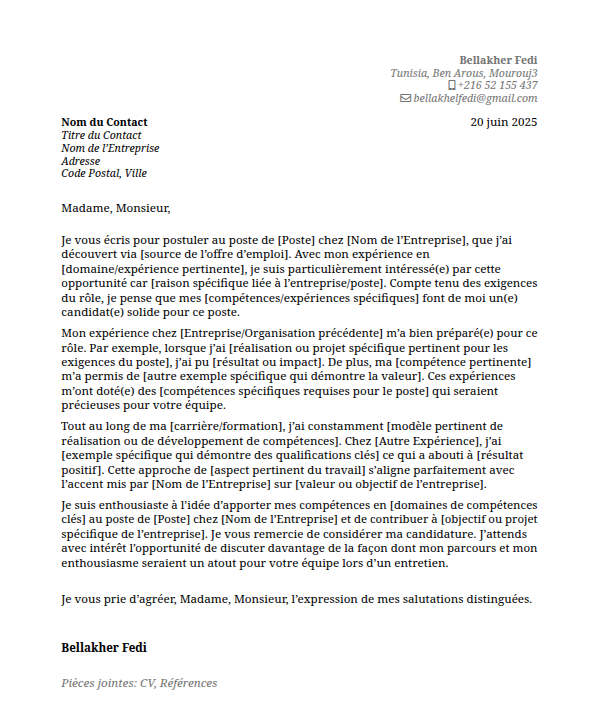 Bellakher Fedi
Tunisia, Ben Arous, Mourouj3
+216 52 155 437
bellakhelfedi@gmail.com
Nom du Contact
20 juin 2025
Titre du Contact
Nom de l’Entreprise
Adresse
Code Postal, Ville
Madame, Monsieur,
Je vous écris pour postuler au poste de [Poste] chez [Nom de l’Entreprise], que j’ai
découvert via [source de l’offre d’emploi]. Avec mon expérience en
[domaine/expérience pertinente], je suis particulièrement intéressé(e) par cette
opportunité car [raison spécifique liée à l’entreprise/poste]. Compte tenu des exigences
du rôle, je pense que mes [compétences/expériences spécifiques] font de moi un(e)
candidat(e) solide pour ce poste.
Mon expérience chez [Entreprise/Organisation précédente] m’a bien préparé(e) pour ce
rôle. Par exemple, lorsque j’ai [réalisation ou projet spécifique pertinent pour les
exigences du poste], j’ai pu [résultat ou impact]. De plus, ma [compétence pertinente]
m’a permis de [autre exemple spécifique qui démontre la valeur]. Ces expériences
m’ont doté(e) des [compétences spécifiques requises pour le poste] qui seraient
précieuses pour votre équipe.
Tout au long de ma [carrière/formation], j’ai constamment [modèle pertinent de
réalisation ou de développement de compétences]. Chez [Autre Expérience], j’ai
[exemple spécifique qui démontre des qualifications clés] ce qui a abouti à [résultat
positif]. Cette approche de [aspect pertinent du travail] s’aligne parfaitement avec
l’accent mis par [Nom de l’Entreprise] sur [valeur ou objectif de l’entreprise].
Je suis enthousiaste à l’idée d’apporter mes compétences en [domaines de compétences
clés] au poste de [Poste] chez [Nom de l’Entreprise] et de contribuer à [objectif ou projet
spécifique de l’entreprise]. Je vous remercie de considérer ma candidature. J’attends
avec intérêt l’opportunité de discuter davantage de la façon dont mon parcours et mon
enthousiasme seraient un atout pour votre équipe lors d’un entretien.
Je vous prie d’agréer, Madame, Monsieur, l’expression de mes salutations distinguées.
Bellakher Fedi
Pièces jointes: CV, Références